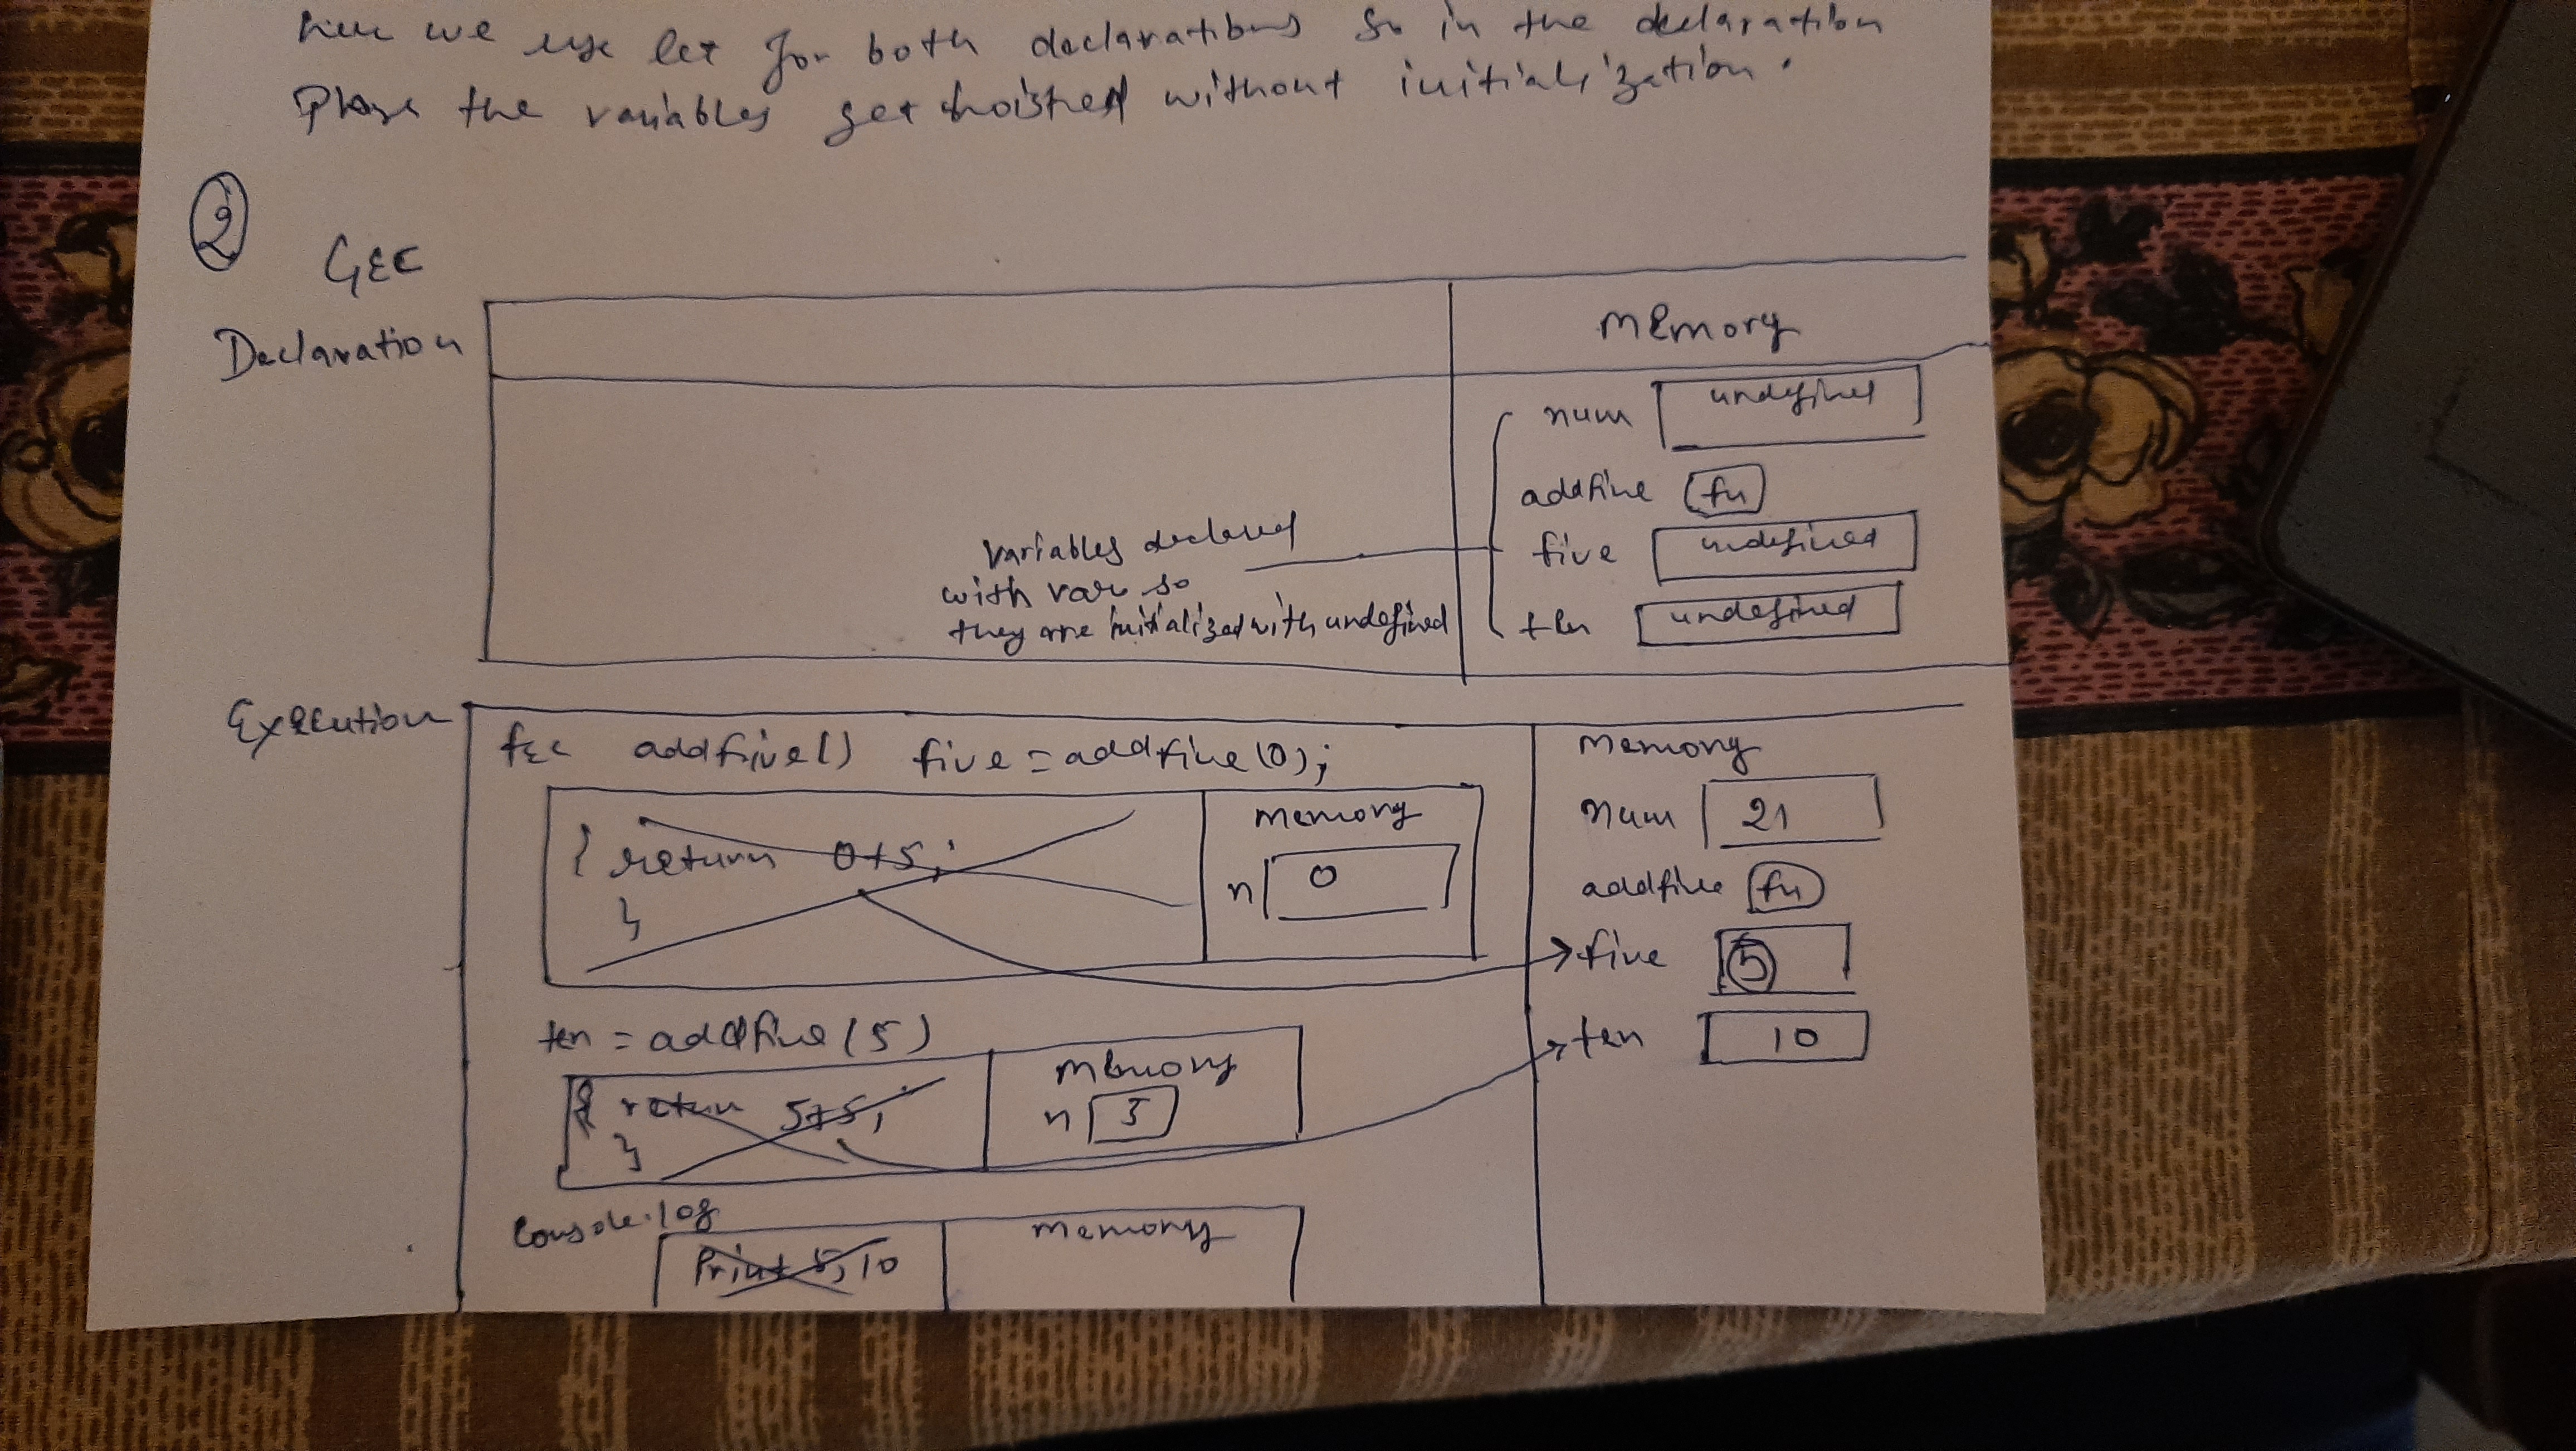 here we use let for both declarations so in the declaration
phase the variables get hoisted without initialization.
② GEC
Declaration
memory
num undefined
addfive fn
five undefined
ten undefined
variables declared
with var so
they are initialized with undefined
Execution
fec addfive() five = addfive(0);
memory
{ return 0+5;
}
n 0
memory
num 21
addfive fn
five 5
ten 10
ten = addfive(5)
{ return 5+5;
}
memory
n 5
console.log
Print 5,10
memory